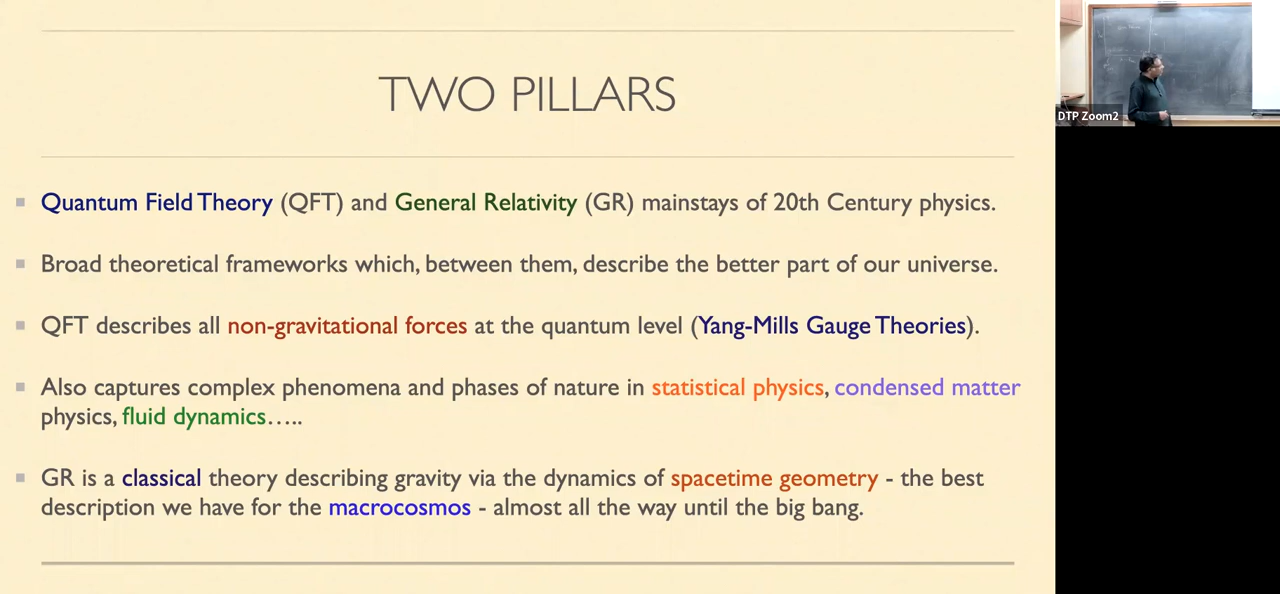 TWO PILLARS
Quantum Field Theory (QFT) and General Relativity (GR) mainstays of 20th Century physics.
Broad theoretical frameworks which, between them, describe the better part of our universe.
QFT describes all non-gravitational forces at the quantum level (Yang-Mills Gauge Theories).
Also captures complex phenomena and phases of nature in statistical physics, condensed matter
physics, fluid dynamics…..
GR is a classical theory describing gravity via the dynamics of spacetime geometry - the best
description we have for the macrocosmos - almost all the way until the big bang.
DTP Zoom2